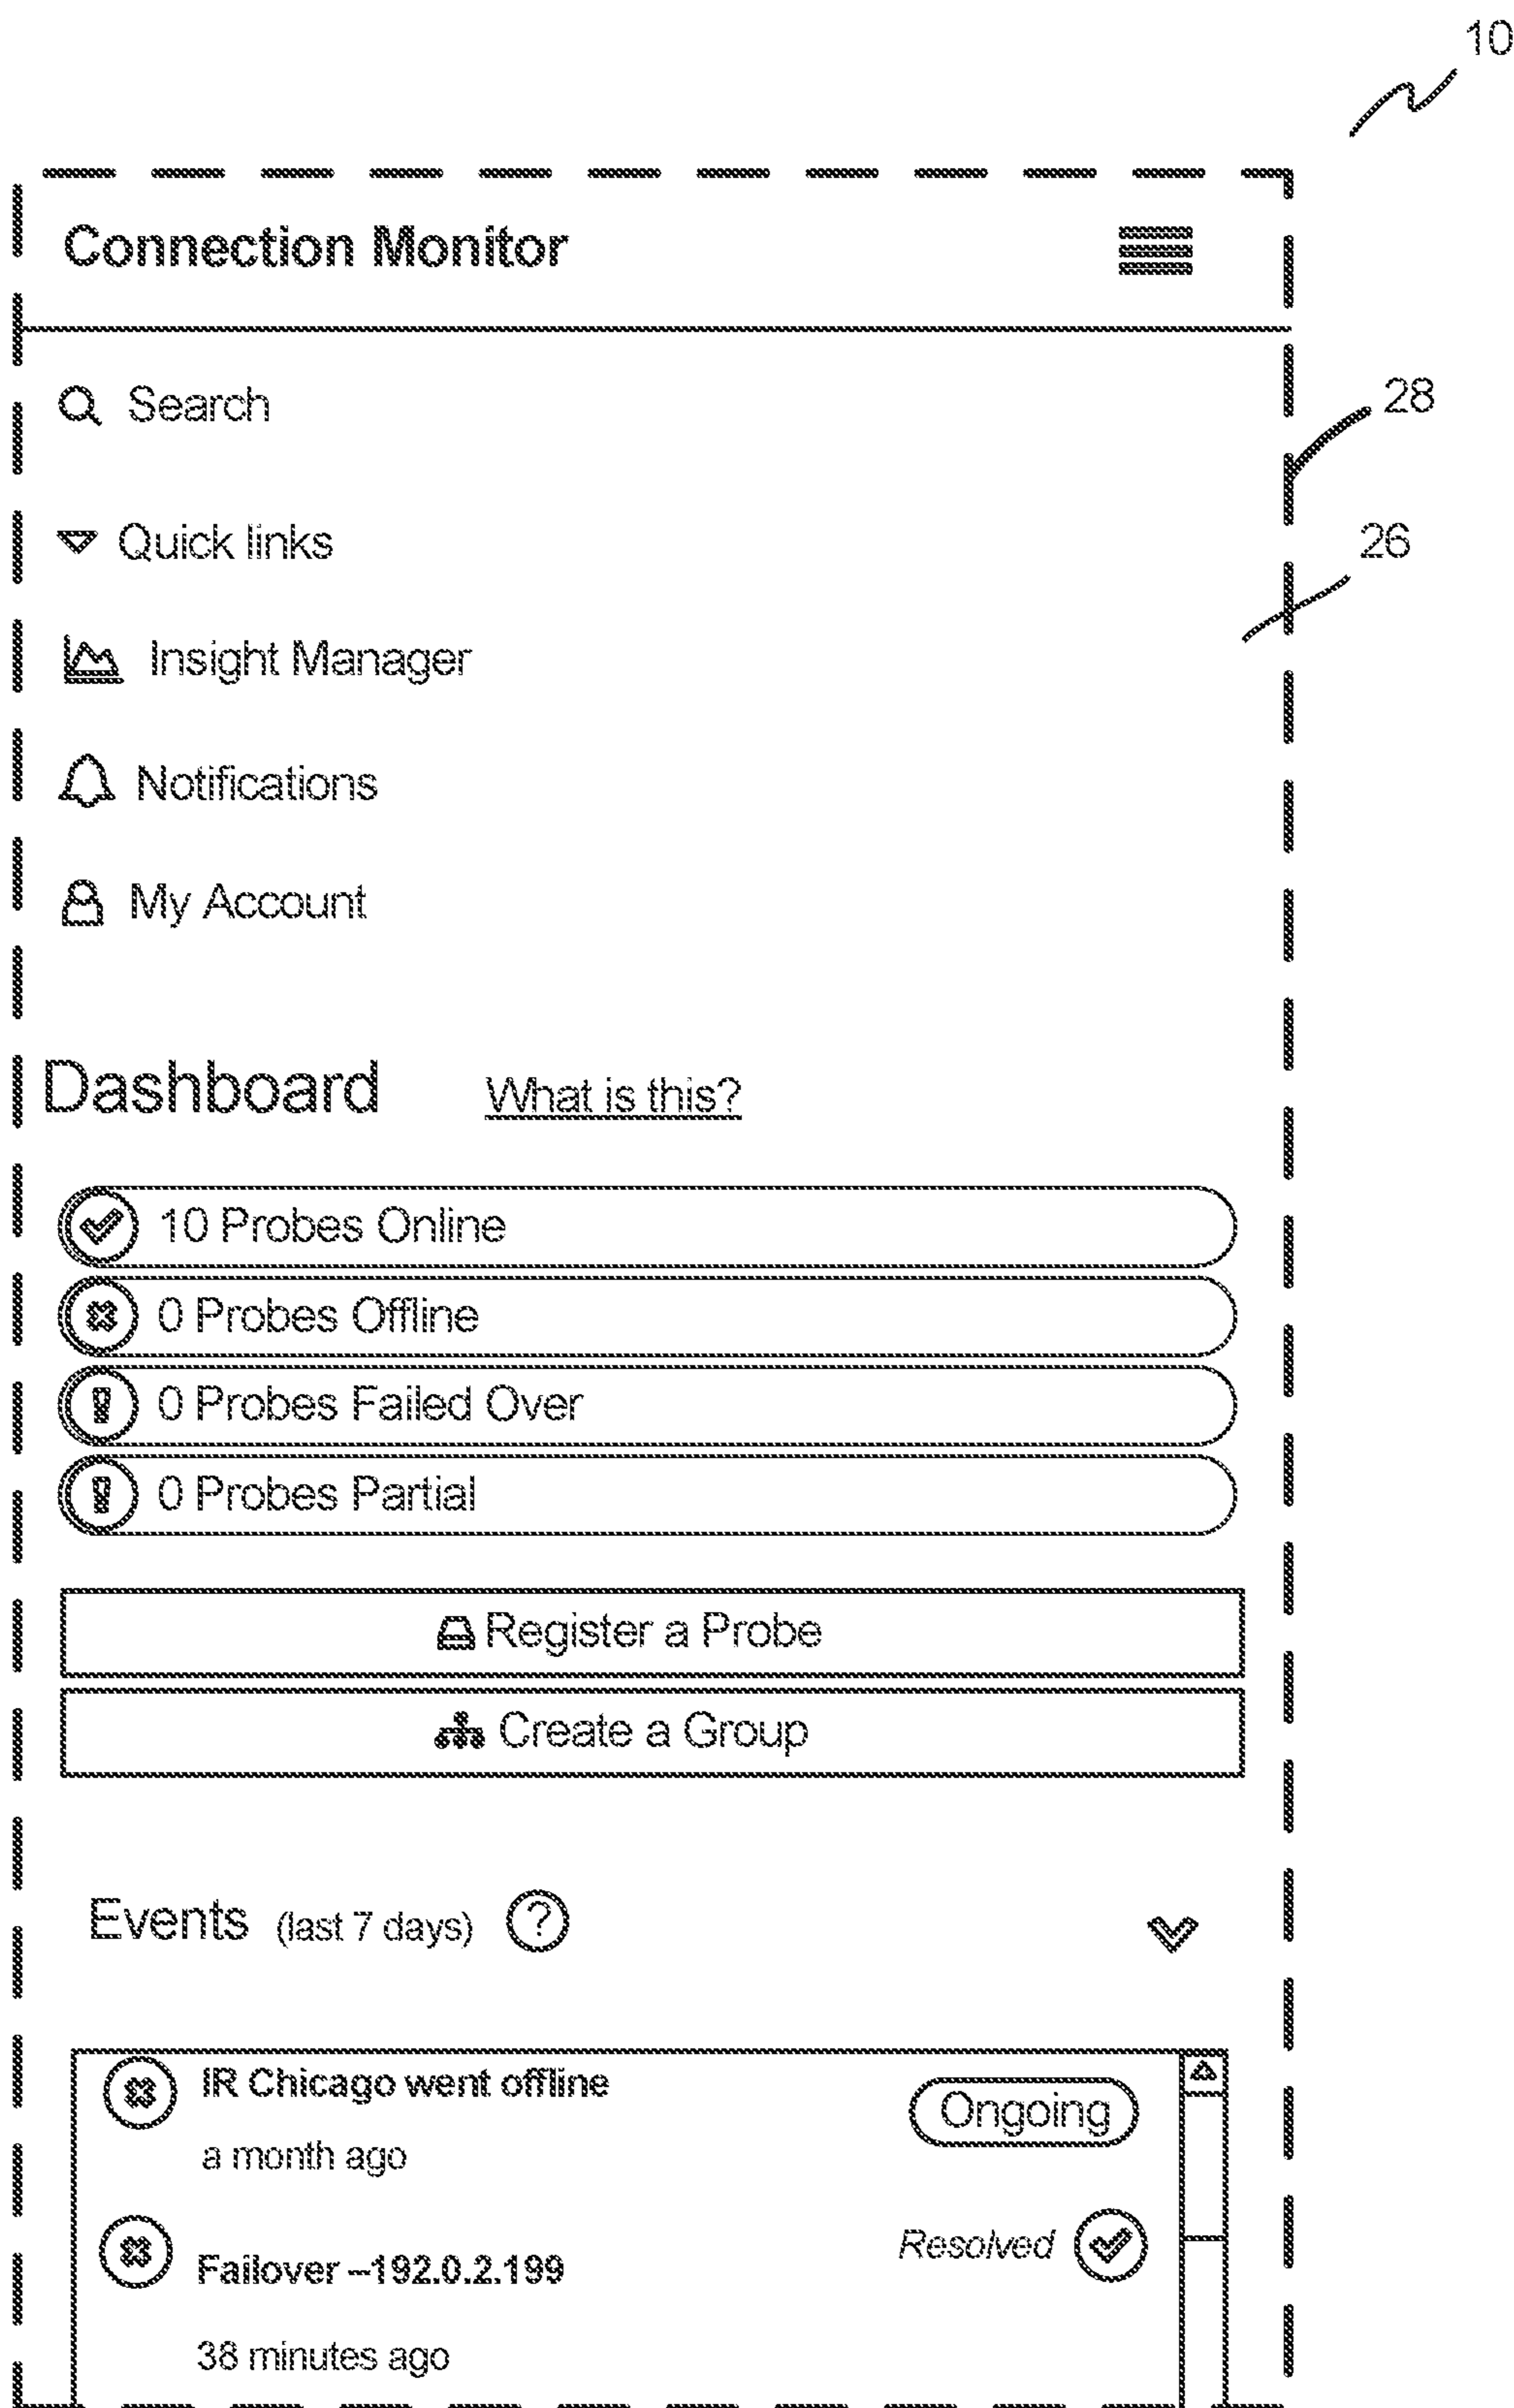 10
Connection Monitor
Search
28
Quick links
26
Insight Manager
Notifications
My Account
Dashboard What is this?
10 Probes Online
0 Probes Offline
0 Probes Failed Over
0 Probes Partial
Register a Probe
Create a Group
Events (last 7 days) ?
IR Chicago went offline
Ongoing
a month ago
Resolved
Failover --192.0.2.199
38 minutes ago